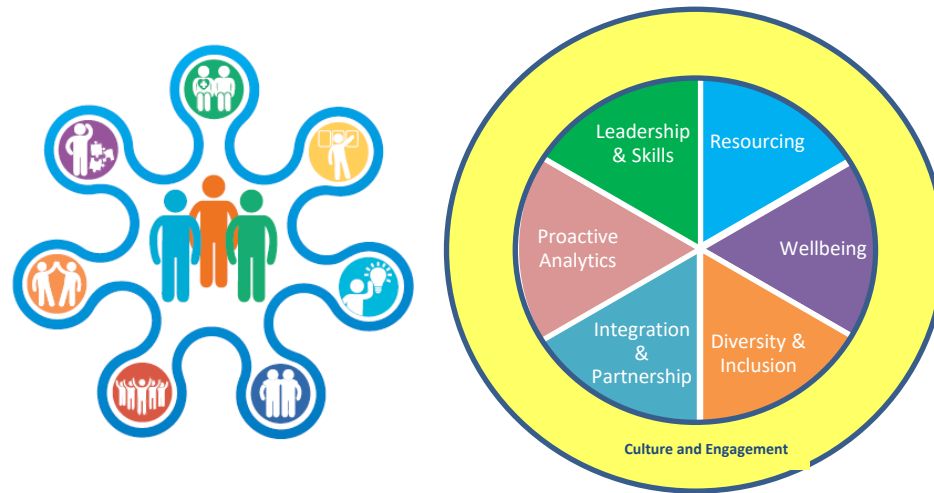 Leadership
& Skills
Resourcing
Proactive
Analytics
Wellbeing
Integration
&
Partnership
Diversity &
Inclusion
Culture and Engagement